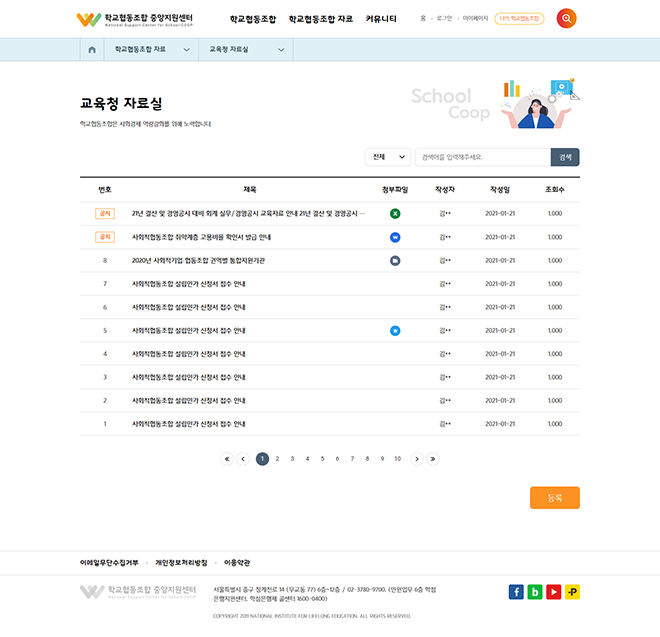 학교협동조합 중앙지원센터
National Support Center for School COOP
학교협동조합 학교협동조합 자료 커뮤니티
홈 로그인 마이페이지 나의 학교협동조합
학교협동조합 자료 교육청 자료실
교육청 자료실
학교협동조합은 사회경제 역량강화를 위해 노력합니다.
School
Coop
전체 검색어를 입력해주세요. 검색
번호 제목 첨부파일 작성자 작성일 조회수
공지 21년 결산 및 경영공시 대비 회계 실무/경영공시 교육자료 안내 21년 결산 및 경영공시 ··· 김** 2021-01-21 1,000
공지 사회적협동조합 취약계층 고용비율 확인서 발급 안내 김** 2021-01-21 1,000
8 2020년 사회적기업·협동조합 권역별 통합지원기관 김** 2021-01-21 1,000
7 사회적협동조합 설립인가 신청서 접수 안내 김** 2021-01-21 1,000
6 사회적협동조합 설립인가 신청서 접수 안내 김** 2021-01-21 1,000
5 사회적협동조합 설립인가 신청서 접수 안내 김** 2021-01-21 1,000
4 사회적협동조합 설립인가 신청서 접수 안내 김** 2021-01-21 1,000
3 사회적협동조합 설립인가 신청서 접수 안내 김** 2021-01-21 1,000
2 사회적협동조합 설립인가 신청서 접수 안내 김** 2021-01-21 1,000
1 사회적협동조합 설립인가 신청서 접수 안내 김** 2021-01-21 1,000
« ‹ 1 2 3 4 5 6 7 8 9 10 › »
등록
이메일무단수집거부 개인정보처리방침 이용약관
학교협동조합 중앙지원센터
National Support Center for School COOP
서울특별시 중구 청계천로 14 (무교동 77) 6층~12층 / 02-3780-9700. (민원업무 6층 학점
은행지원센터. 학점은행제 콜센터 1600-0400)
COPYRIGHT 2019 NATIONAL INSTITUTE FOR LIFELONG EDUCATION. ALL RIGHTS RESERVED.